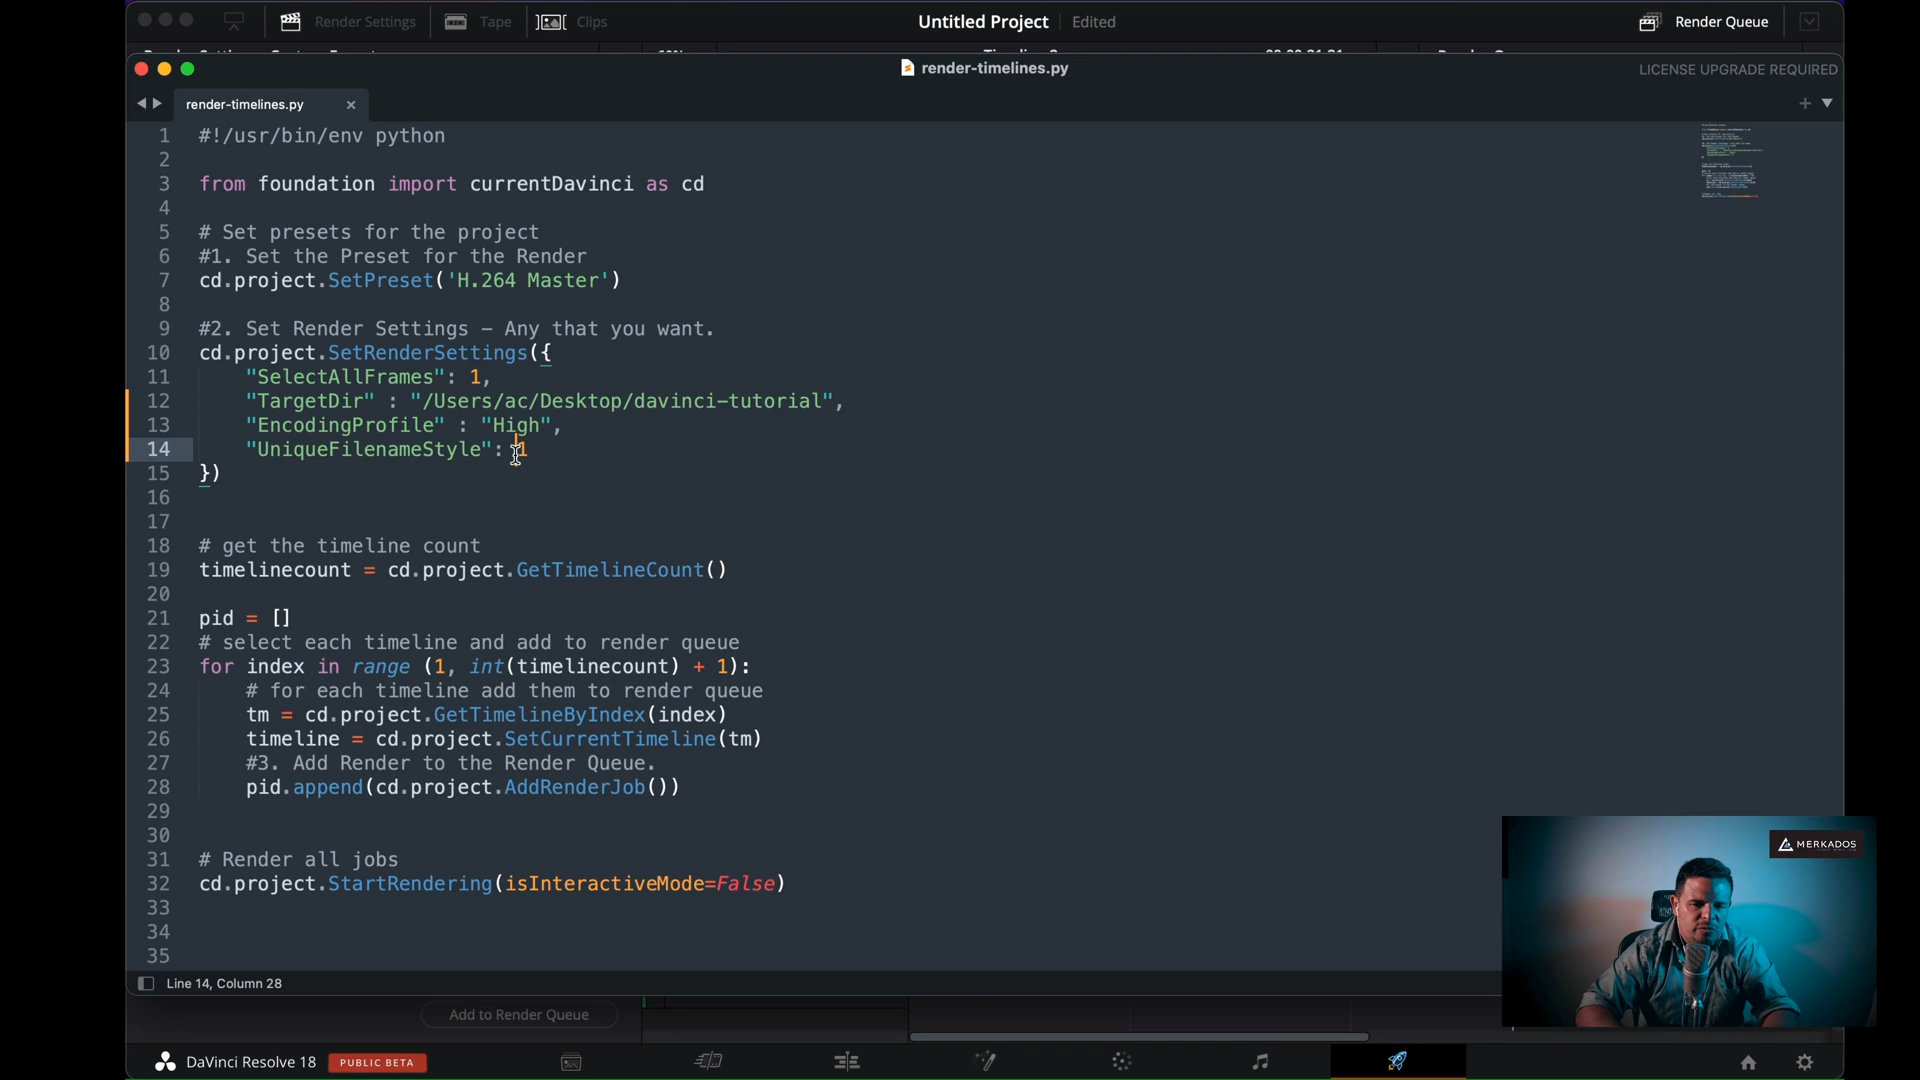 Render Settings Tape Clips Untitled Project Edited Render Queue
render-timelines.py LICENSE UPGRADE REQUIRED
render-timelines.py
1 #!/usr/bin/env python
2
3 from foundation import currentDavinci as cd
4
5 # Set presets for the project
6 #1. Set the Preset for the Render
7 cd.project.SetPreset('H.264 Master')
8
9 #2. Set Render Settings – Any that you want.
10 cd.project.SetRenderSettings({
11 "SelectAllFrames": 1,
12 "TargetDir" : "/Users/ac/Desktop/davinci-tutorial",
13 "EncodingProfile" : "High",
14 "UniqueFilenameStyle": 1
15 })
16
17
18 # get the timeline count
19 timelinecount = cd.project.GetTimelineCount()
20
21 pid = []
22 # select each timeline and add to render queue
23 for index in range (1, int(timelinecount) + 1):
24 # for each timeline add them to render queue
25 tm = cd.project.GetTimelineByIndex(index)
26 timeline = cd.project.SetCurrentTimeline(tm)
27 #3. Add Render to the Render Queue.
28 pid.append(cd.project.AddRenderJob())
29
30
31 # Render all jobs
32 cd.project.StartRendering(isInteractiveMode=False)
33
34
35
MERKADOS
Line 14, Column 28
Add to Render Queue
DaVinci Resolve 18 PUBLIC BETA